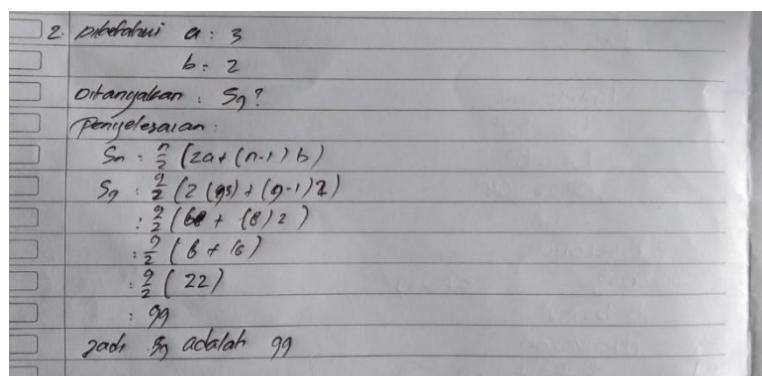 2. Diketahui a : 3
b : 2
Ditanyakan : S9?
Penyelesaian :
Sn : n/2 (2a + (n-1) b)
S9 : 9/2 (2 (3) + (9-1) 2)
: 9/2 (6 + (8) 2)
: 9/2 (6 + 16)
: 9/2 (22)
: 99
Jadi S9 adalah 99